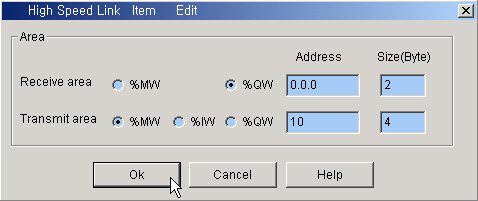 High Speed Link Item Edit
Area
Address Size(Byte)
Receive area %MW %QW 0.0.0 2
Transmit area %MW %IW %QW 10 4
Ok Cancel Help